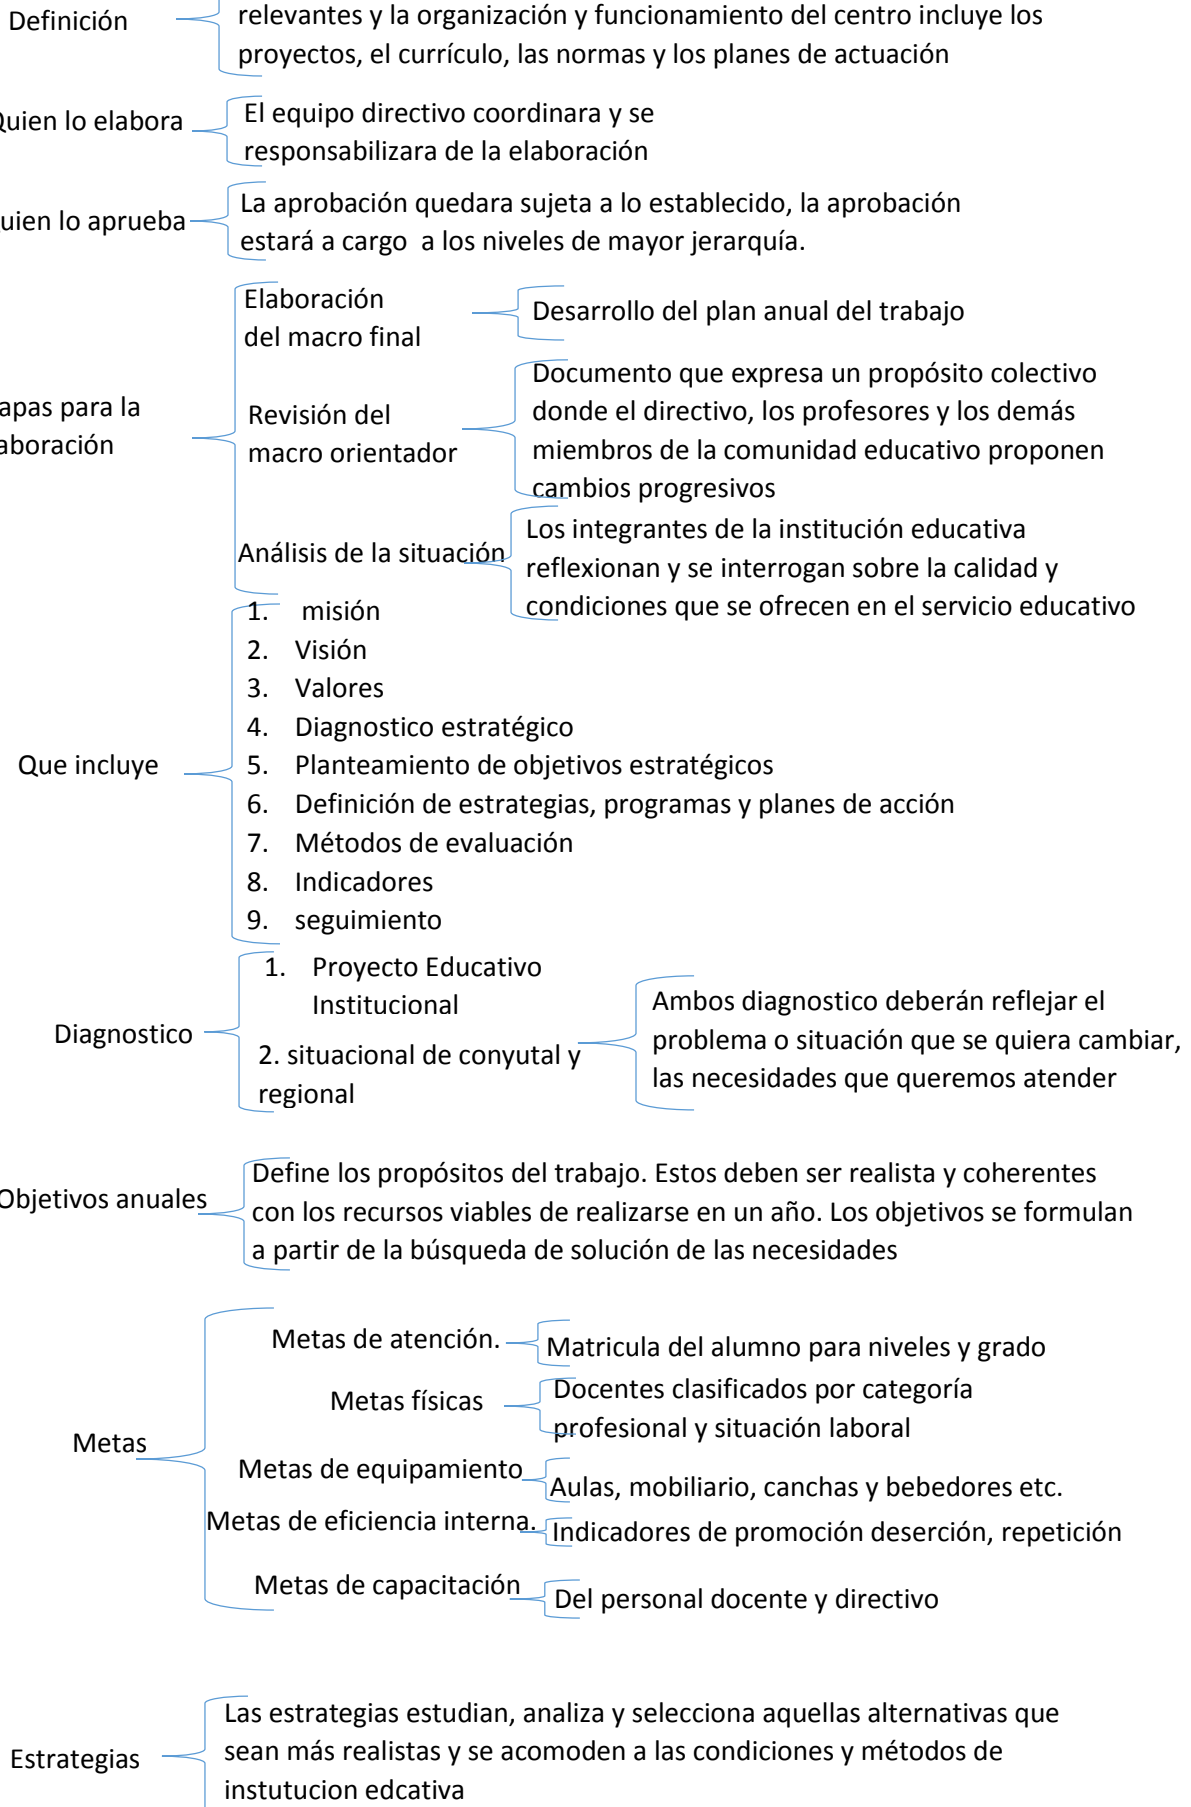 Definición
relevantes y la organización y funcionamiento del centro incluye los
proyectos, el currículo, las normas y los planes de actuación
Quien lo elabora
El equipo directivo coordinara y se
responsabilizara de la elaboración
uien lo aprueba
La aprobación quedara sujeta a lo establecido, la aprobación
estará a cargo  a los niveles de mayor jerarquía.
apas para la
aboración
Elaboración
del macro final
Desarrollo del plan anual del trabajo
Revisión del
macro orientador
Documento que expresa un propósito colectivo
donde el directivo, los profesores y los demás
miembros de la comunidad educativo proponen
cambios progresivos
Análisis de la situación
Los integrantes de la institución educativa
reflexionan y se interrogan sobre la calidad y
condiciones que se ofrecen en el servicio educativo
Que incluye
1. misión
2. Visión
3. Valores
4. Diagnostico estratégico
5. Planteamiento de objetivos estratégicos
6. Definición de estrategias, programas y planes de acción
7. Métodos de evaluación
8. Indicadores
9. seguimiento
Diagnostico
1. Proyecto Educativo
Institucional
2. situacional de conyutal y
regional
Ambos diagnostico deberán reflejar el
problema o situación que se quiera cambiar,
las necesidades que queremos atender
Objetivos anuales
Define los propósitos del trabajo. Estos deben ser realista y coherentes
con los recursos viables de realizarse en un año. Los objetivos se formulan
a partir de la búsqueda de solución de las necesidades
Metas
Metas de atención.
Matricula del alumno para niveles y grado
Metas físicas
Docentes clasificados por categoría
profesional y situación laboral
Metas de equipamiento
Aulas, mobiliario, canchas y bebedores etc.
Metas de eficiencia interna.
Indicadores de promoción deserción, repetición
Metas de capacitación
Del personal docente y directivo
Estrategias
Las estrategias estudian, analiza y selecciona aquellas alternativas que
sean más realistas y se acomoden a las condiciones y métodos de
instutucion edcativa